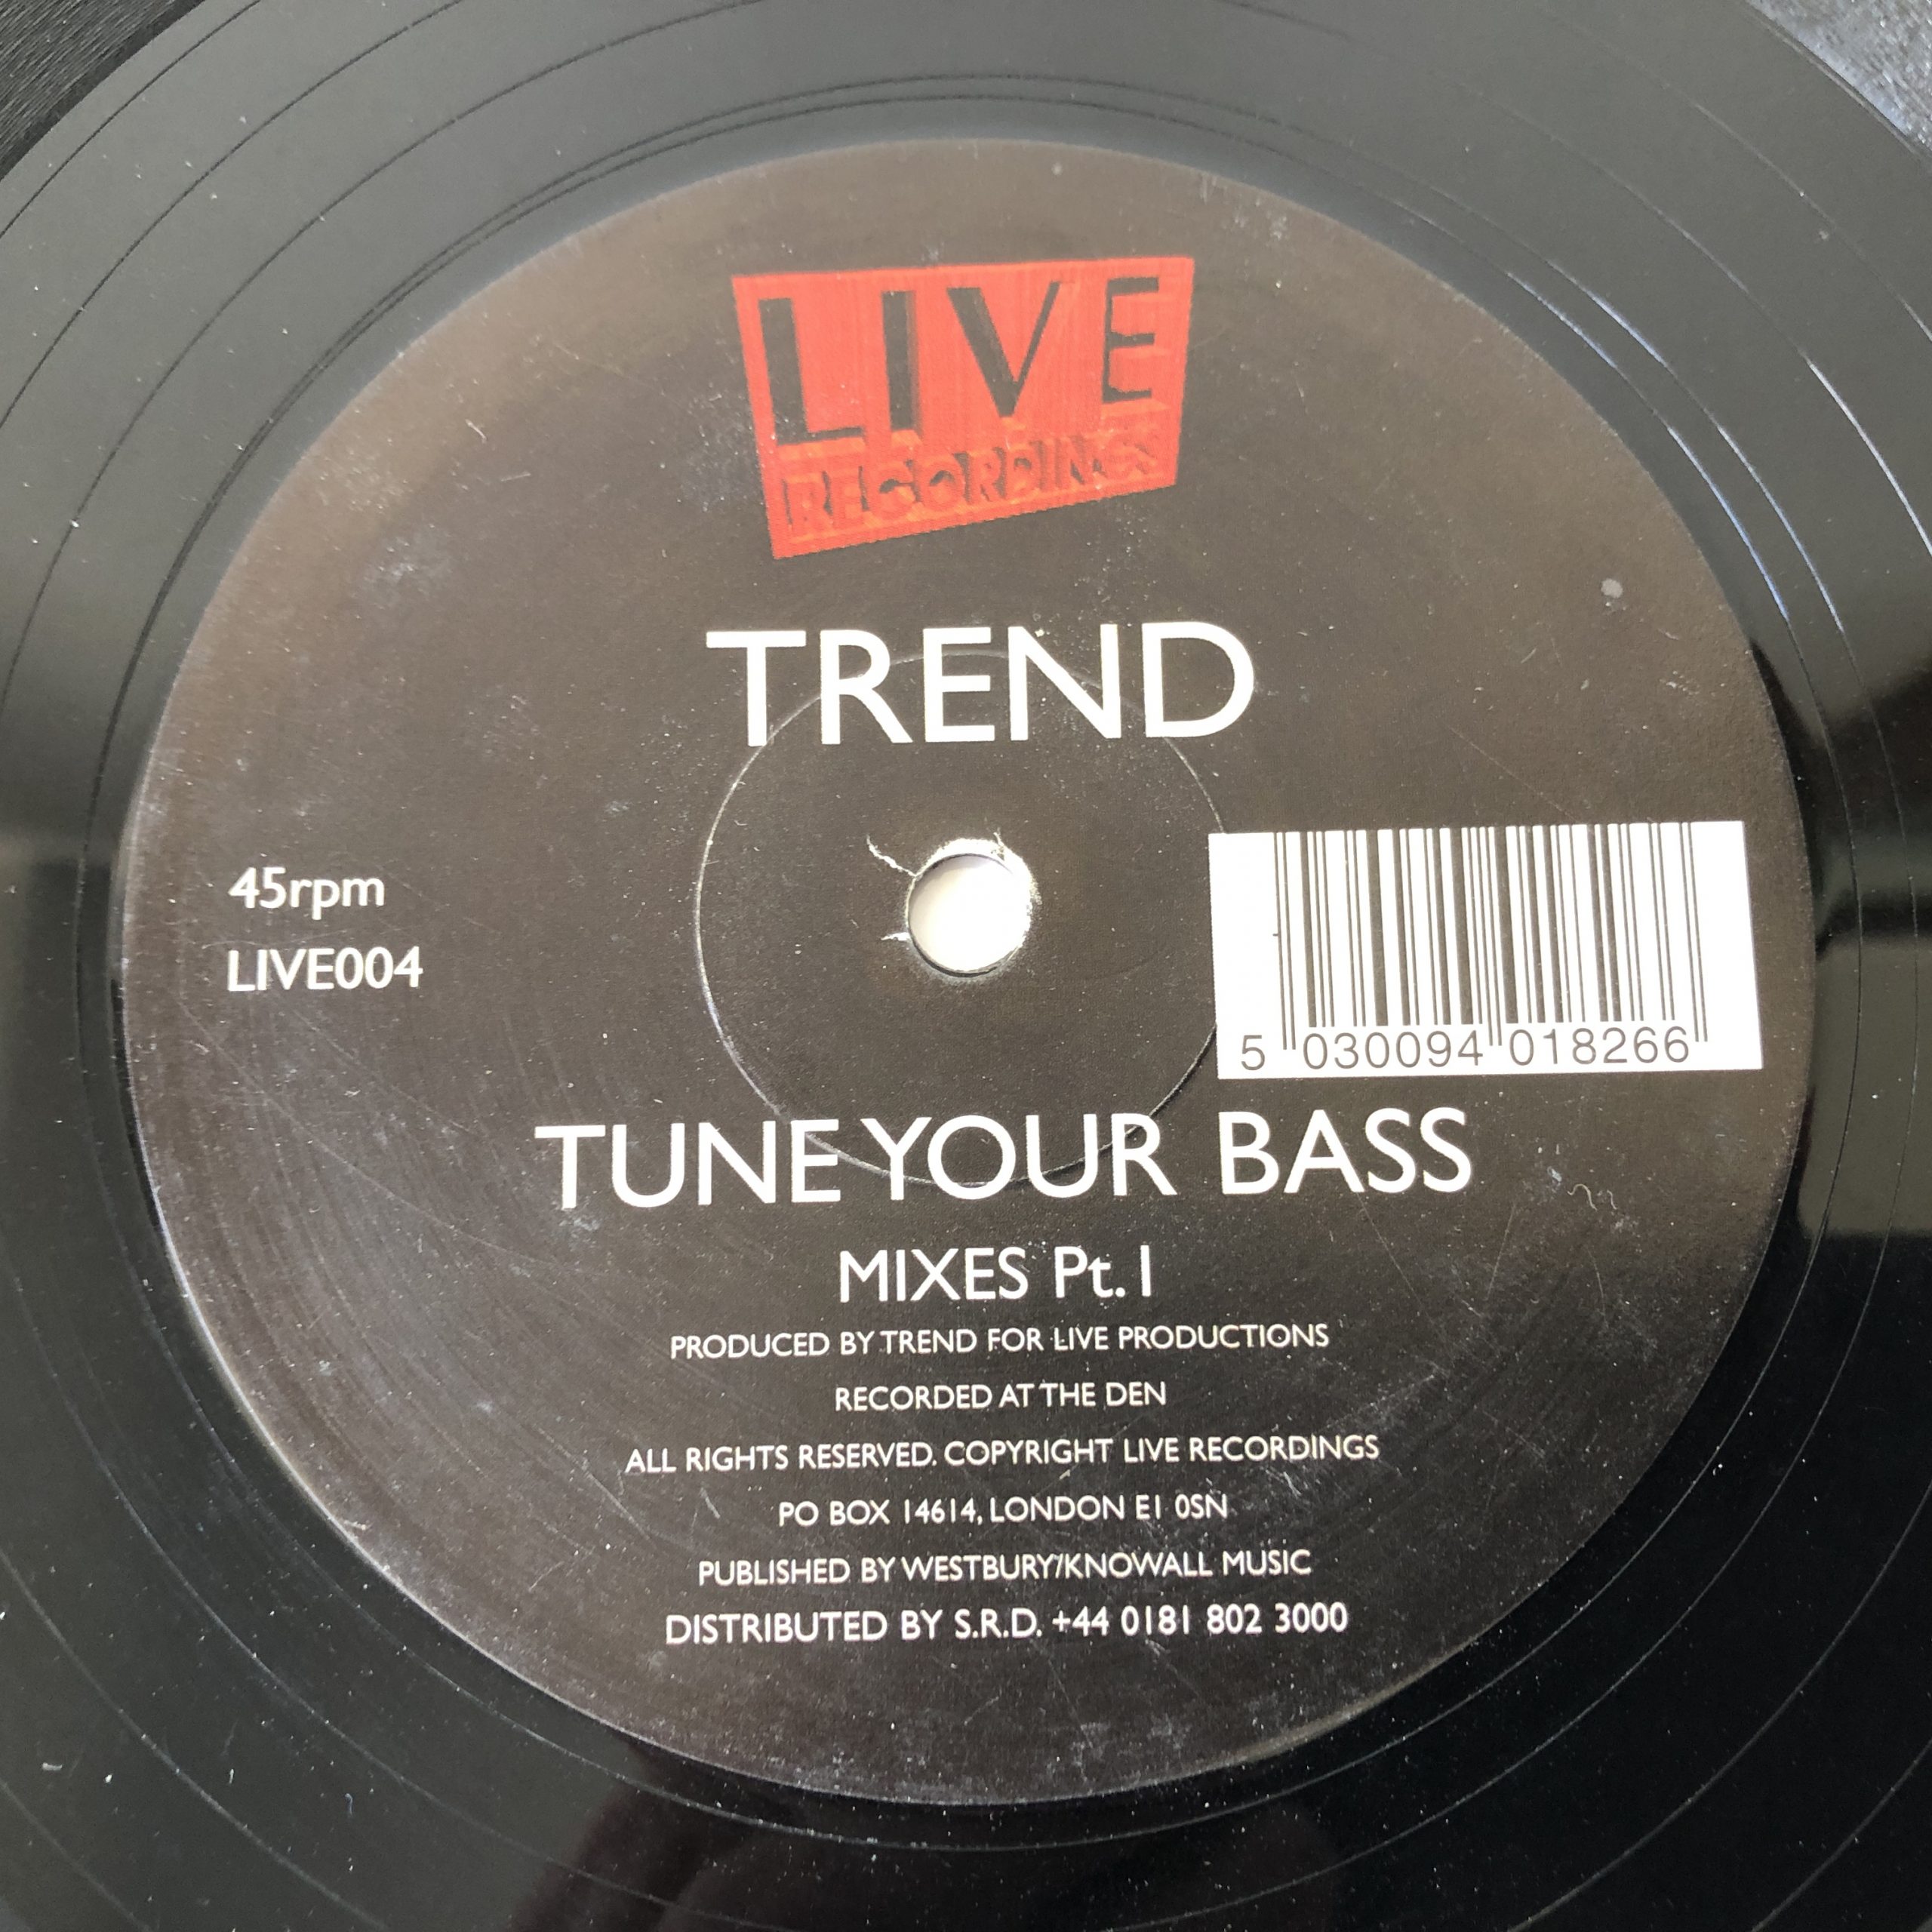 LIVE
RECORDINGS
TREND
45rpm
LIVE004
5 030094 018266
TUNE YOUR BASS
MIXES Pt.1
PRODUCED BY TREND FOR LIVE PRODUCTIONS
RECORDED AT THE DEN
ALL RIGHTS RESERVED. COPYRIGHT LIVE RECORDINGS
PO BOX 14614, LONDON E1 0SN
PUBLISHED BY WESTBURY/KNOWALL MUSIC
DISTRIBUTED BY S.R.D. +44 0181 802 3000